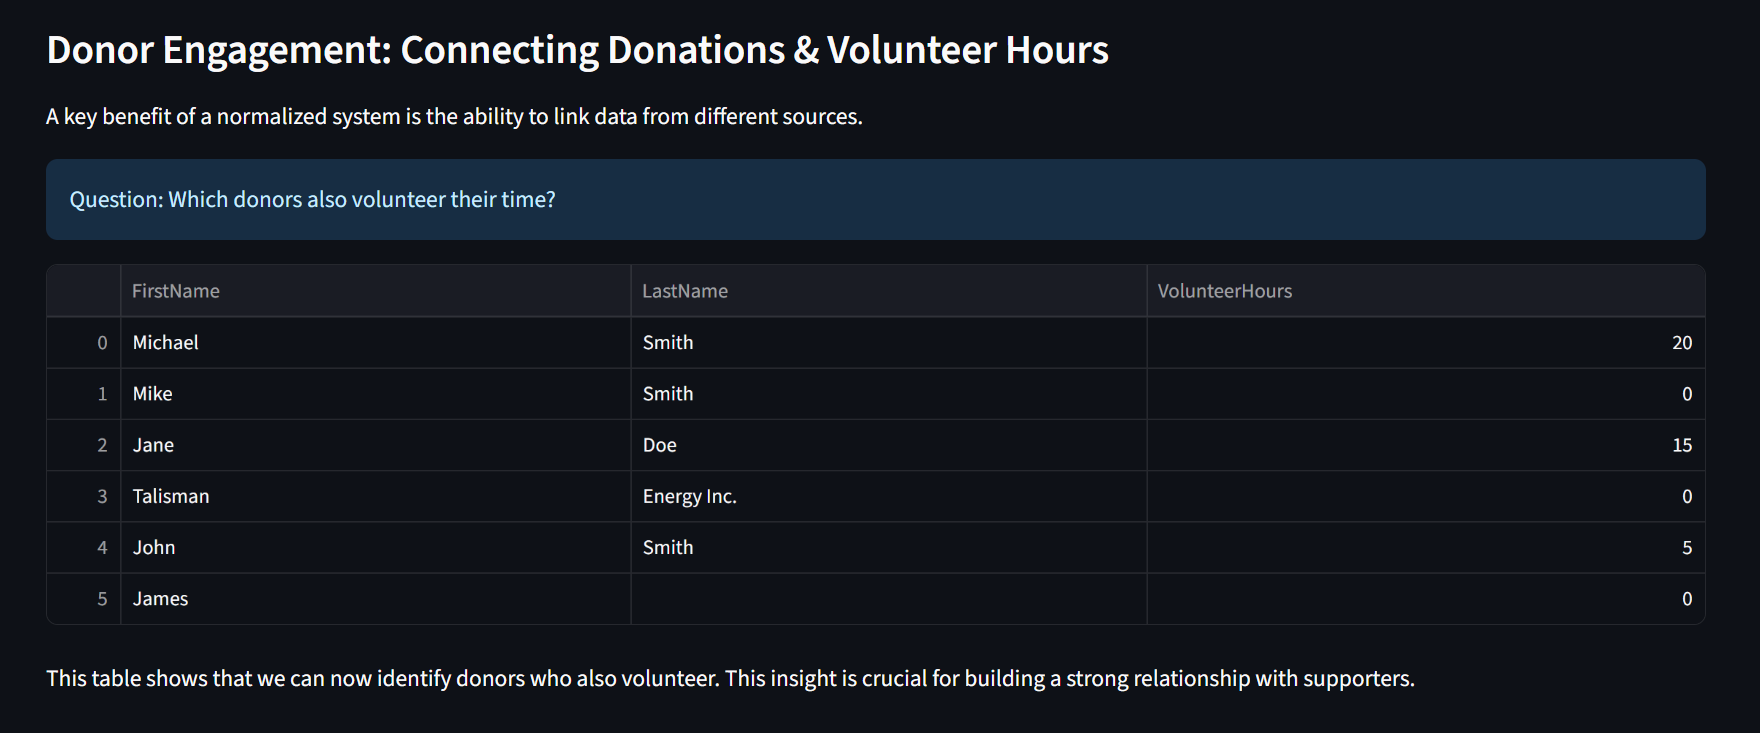 Donor Engagement: Connecting Donations & Volunteer Hours
A key benefit of a normalized system is the ability to link data from different sources.
Question: Which donors also volunteer their time?
FirstName LastName VolunteerHours
0 Michael Smith 20
1 Mike Smith 0
2 Jane Doe 15
3 Talisman Energy Inc. 0
4 John Smith 5
5 James 0
This table shows that we can now identify donors who also volunteer. This insight is crucial for building a strong relationship with supporters.